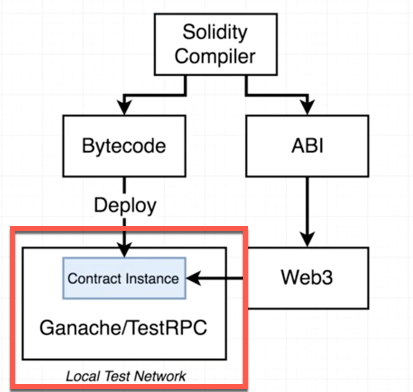 Solidity
Compiler
Bytecode
ABI
Deploy
Contract Instance
Web3
Ganache/TestRPC
Local Test Network